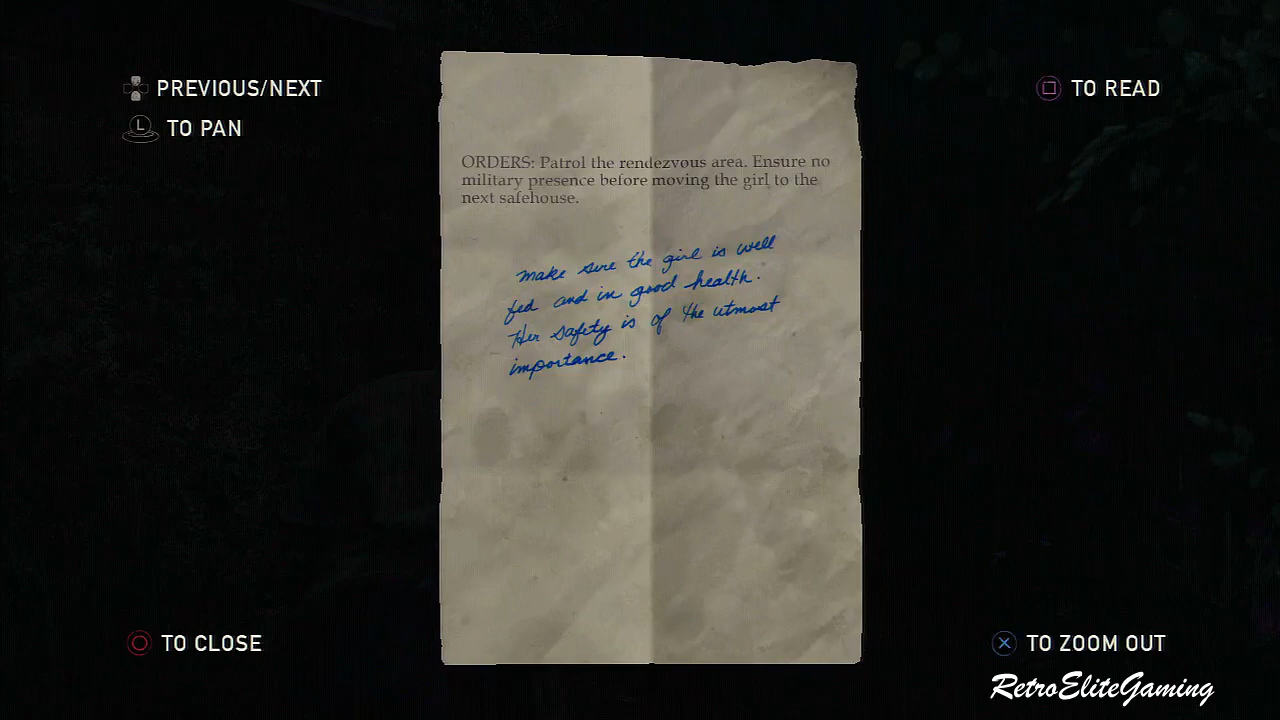 PREVIOUS/NEXT
L TO PAN
TO READ
ORDERS: Patrol the rendezvous area. Ensure no
military presence before moving the girl to the
next safehouse.
Make sure the girl is well
fed and in good health.
Her safety is of the utmost
importance.
TO CLOSE
TO ZOOM OUT
RetroEliteGaming